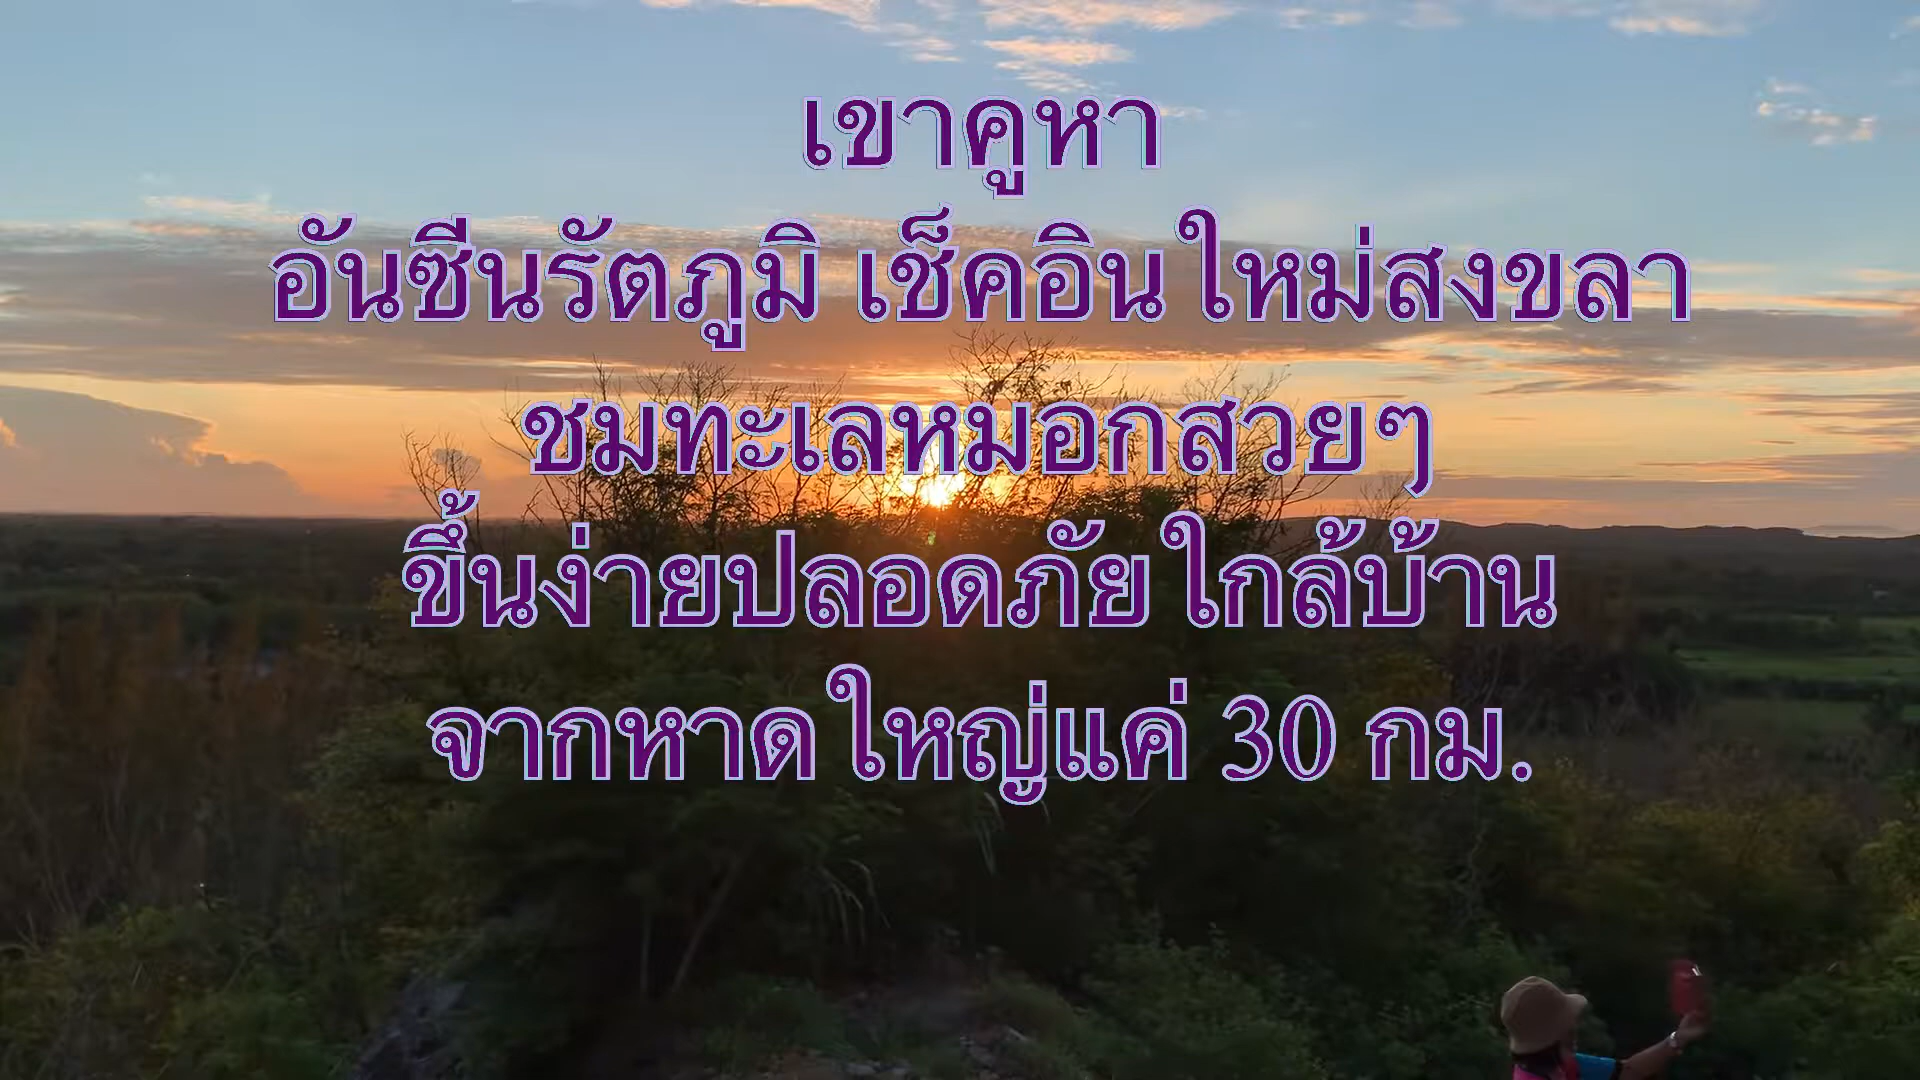 เขาคูหา
อันซีนรัตภูมิ เช็คอินใหม่สงขลา
ชมทะเลหมอกสวยๆ
ขึ้นง่ายปลอดภัยใกล้บ้าน
จากหาดใหญ่แค่ 30 กม.